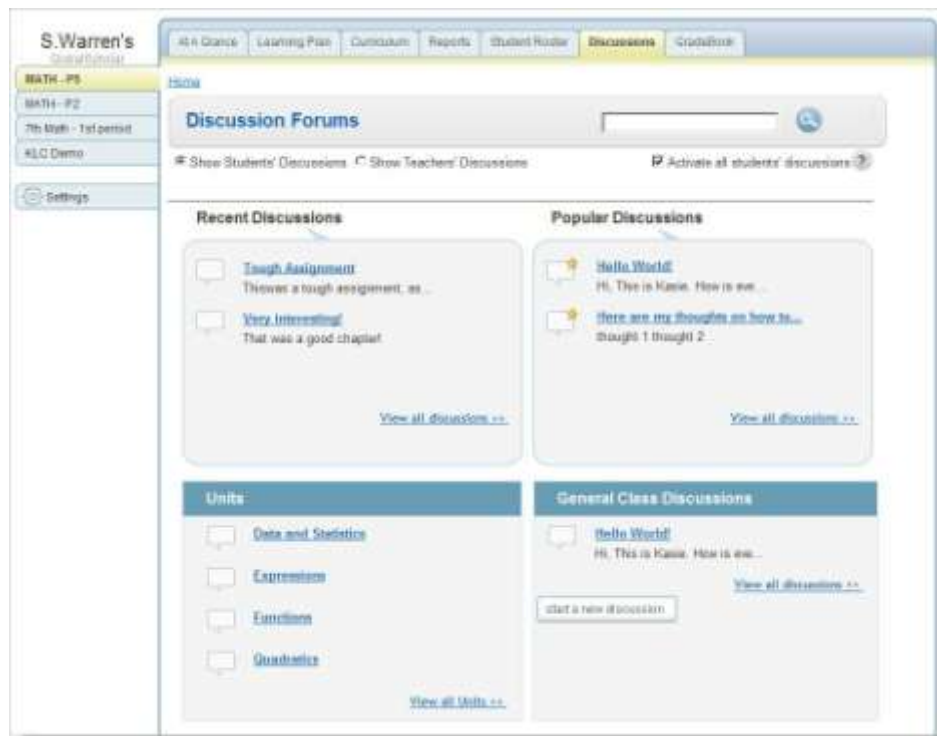 S.Warren's
MATH - P5
MATH - P2
7th Math - 1st period
KLC Demo
Settings
At A Glance Learning Plan Curriculum Reports Student Roster Discussions GradeBook
Home
Discussion Forums
Show Students' Discussions Show Teachers' Discussions
Activate all students' discussions ?
Recent Discussions
Tough Assignment
This was a tough assignment, as...
Very Interesting!
That was a good chapter!
View all discussions >>
Popular Discussions
Hello World!
Hi, This is Kasie. How is eve...
Here are my thoughts on how to...
thought 1 thought 2
View all discussions >>
Units
Data and Statistics
Expressions
Functions
Quadratics
View all Units >>
General Class Discussions
Hello World!
Hi, This is Kasie. How is eve...
View all discussions >>
start a new discussion